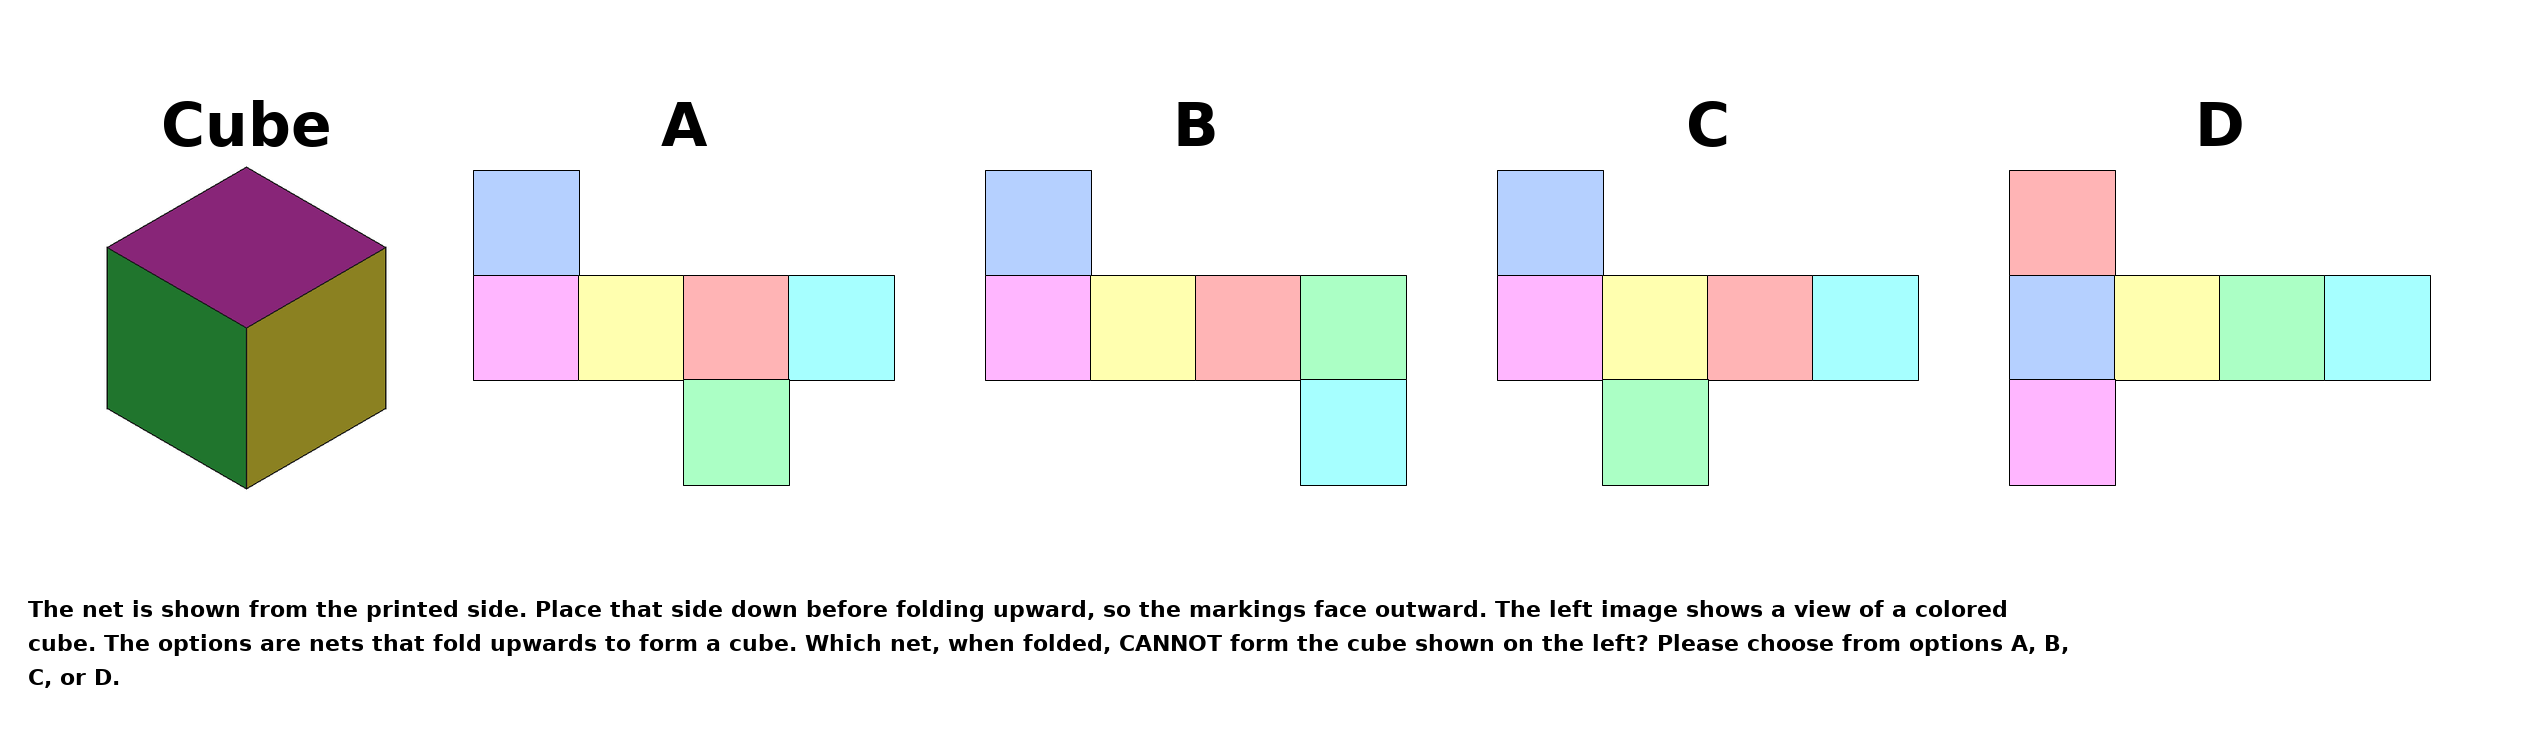 Cube
A
B
C
D
The net is shown from the printed side. Place that side down before folding upward, so the markings face outward. The left image shows a view of a colored
cube. The options are nets that fold upwards to form a cube. Which net, when folded, CANNOT form the cube shown on the left? Please choose from options A, B,
C, or D.